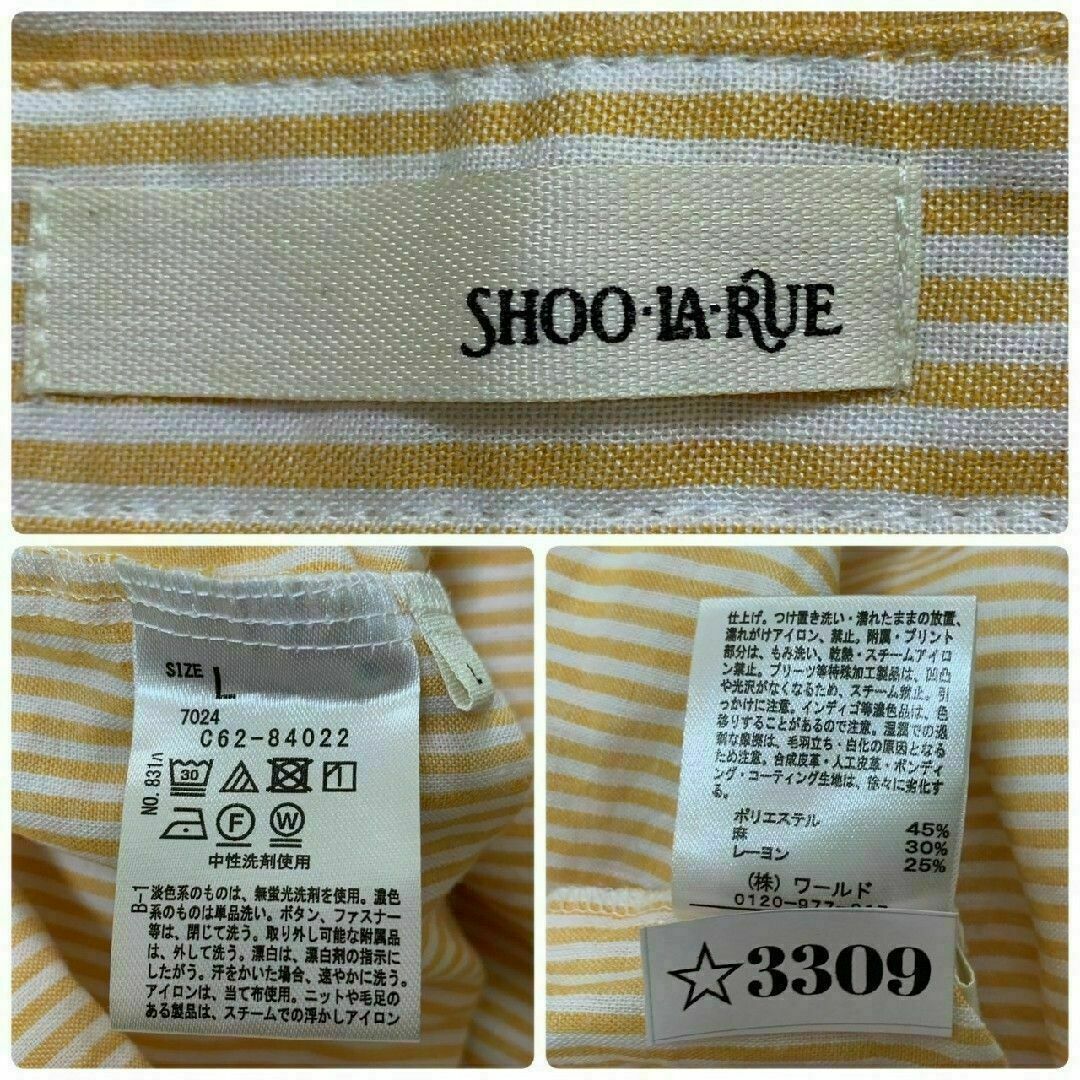 SHOO·LA·RUE
SIZE L
7024
C62-84022
NO. 831ハ
30
F W
中性洗剤使用
B-1
淡色系のものは、無蛍光洗剤を使用。濃色
系のものは単品洗い。ボタン、ファスナー
等は、閉じて洗う。取り外し可能な附属品
は、外して洗う。漂白は、漂白剤の指示に
したがう。汗をかいた場合、速やかに洗う。
アイロンは、当て布使用。ニットや毛足の
ある製品は、スチームでの浮かしアイロン
仕上げ。つけ置き洗い・濡れたままの放置、
濡れがけアイロン、禁止。附属・プリント
部分は、もみ洗い、乾熱・スチームアイロ
ン禁止。プリーツ等特殊加工製品は、凹凸
や光沢がなくなるため、スチーム禁止。引
っかけに注意。インディゴ等濃色品は、色
移りすることがあるので注意。湿潤での過
剰な摩擦は、毛羽立ち・白化の原因となる
ため注意。合成皮革・人工皮革・ボンディ
ング・コーティング生地は、徐々に劣化す
る。
ポリエステル 45%
麻 30%
レーヨン 25%
(株) ワールド
0120-977-
☆3309